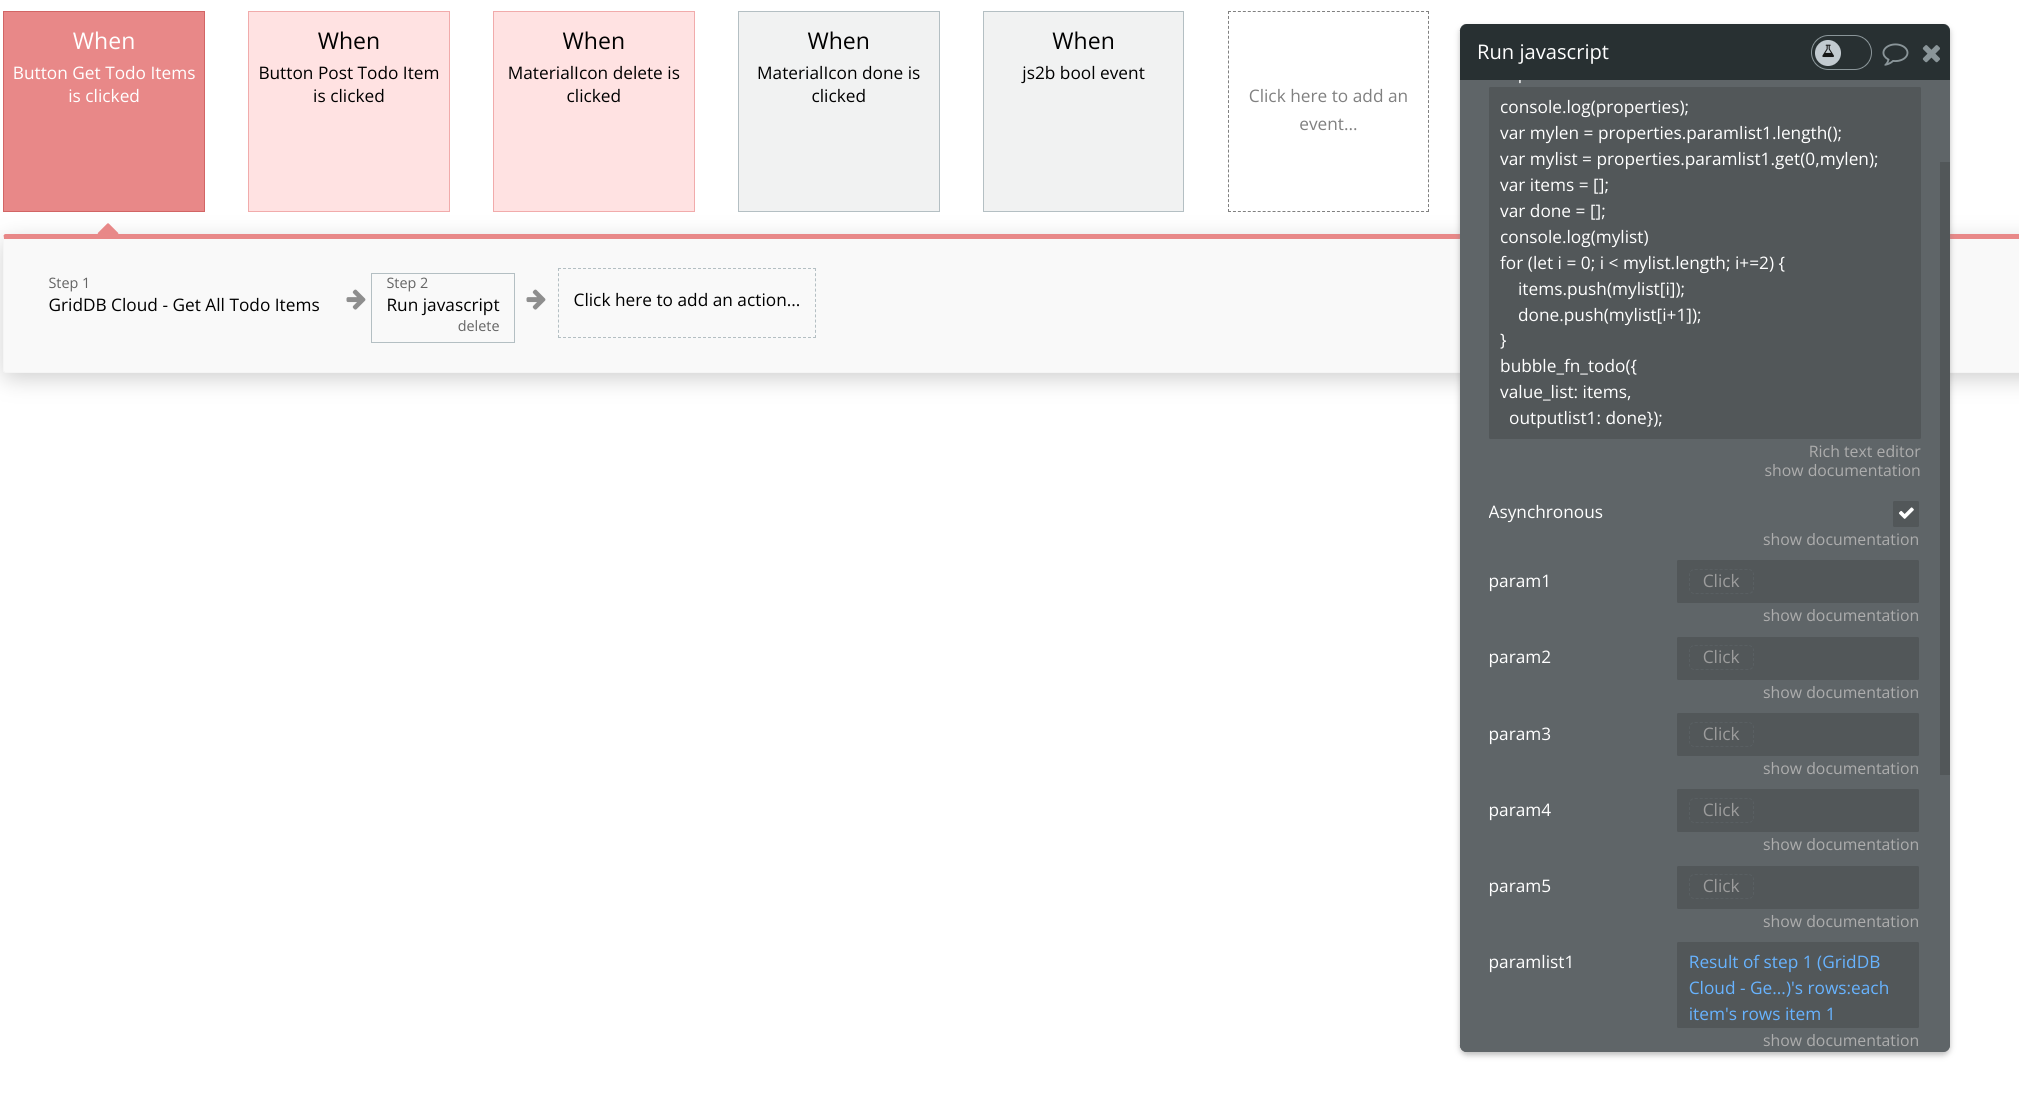 When
Button Get Todo Items
is clicked
When
Button Post Todo Item
is clicked
When
MaterialIcon delete is
clicked
When
MaterialIcon done is
clicked
When
js2b bool event
Click here to add an
event...
Step 1
GridDB Cloud - Get All Todo Items
Step 2
Run javascript
delete
Click here to add an action...
Run javascript
console.log(properties);
var mylen = properties.paramlist1.length();
var mylist = properties.paramlist1.get(0,mylen);
var items = [];
var done = [];
console.log(mylist)
for (let i = 0; i < mylist.length; i+=2) {
items.push(mylist[i]);
done.push(mylist[i+1]);
}
bubble_fn_todo({
value_list: items,
outputlist1: done});
Rich text editor
show documentation
Asynchronous
show documentation
param1
Click
show documentation
param2
Click
show documentation
param3
Click
show documentation
param4
Click
show documentation
param5
Click
show documentation
paramlist1
Result of step 1 (GridDB
Cloud - Ge...)'s rows:each
item's rows item 1
show documentation